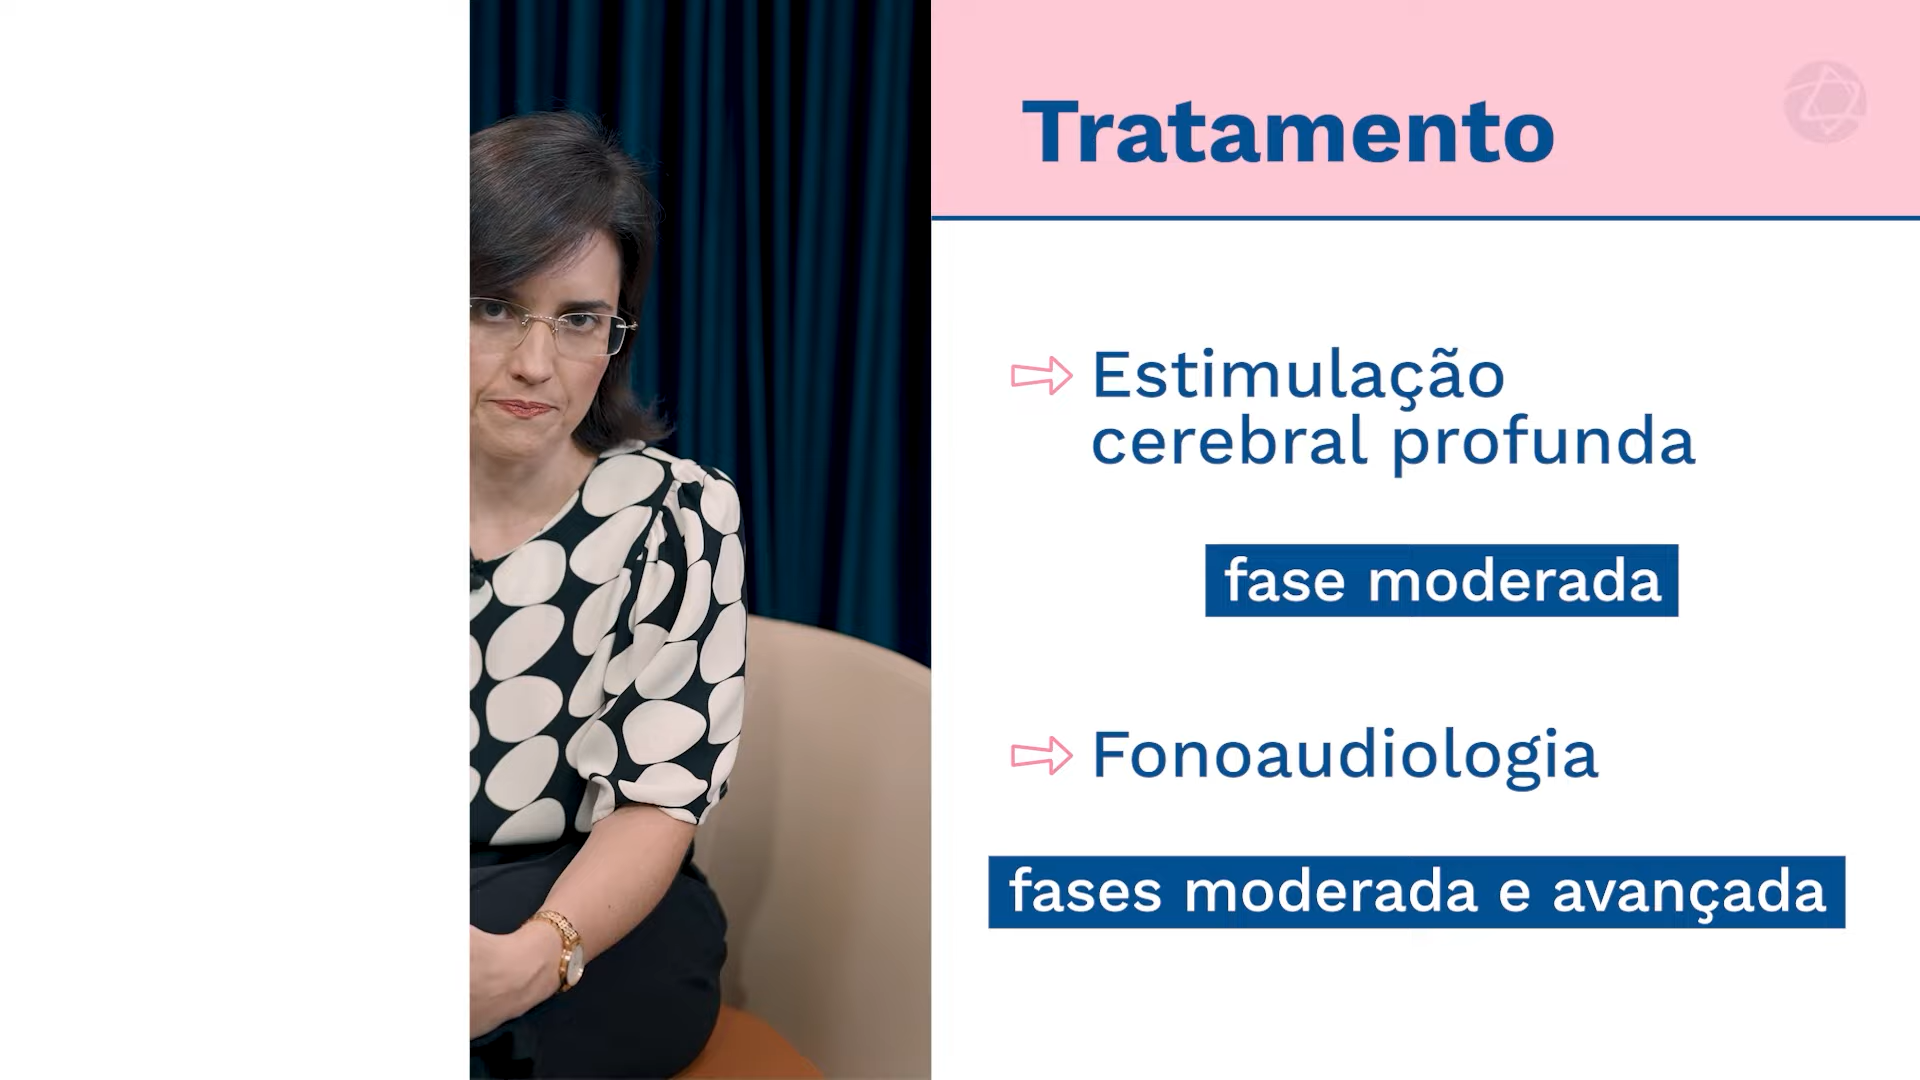 Tratamento
Estimulação
cerebral profunda
fase moderada
Fonoaudiologia
fases moderada e avançada